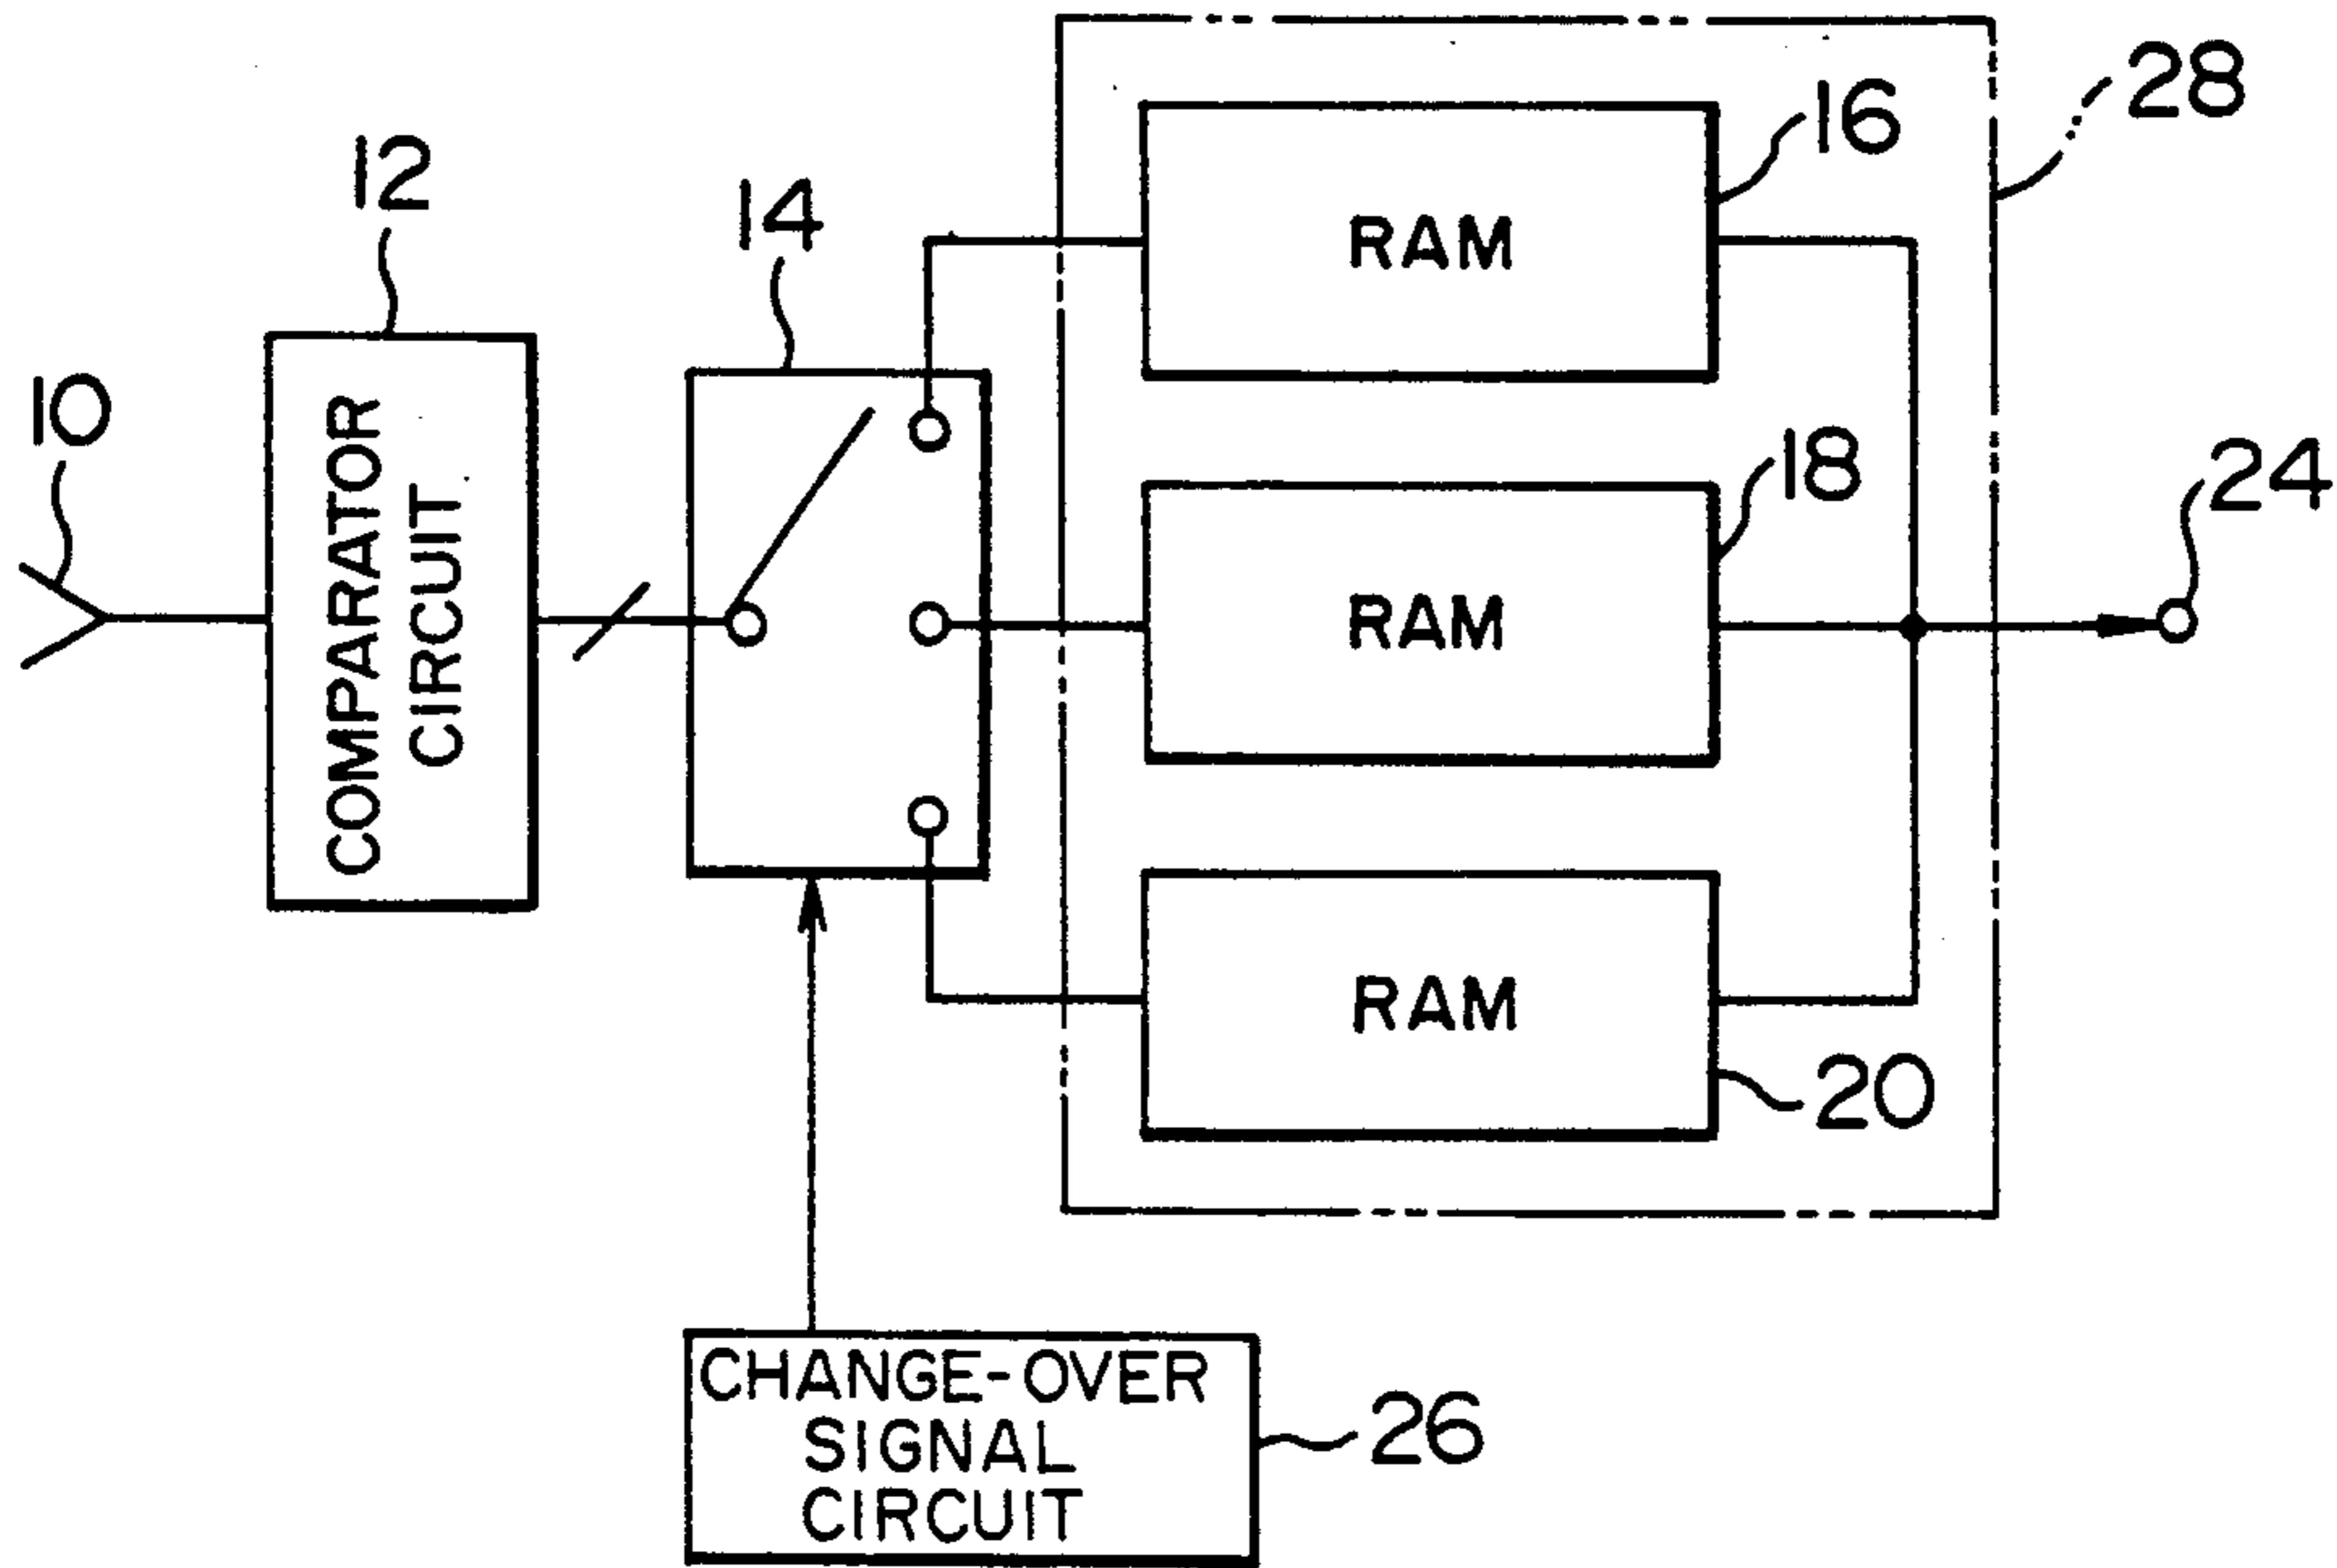 28
16
12
14
RAM
10
18
24
COMPARATOR
CIRCUIT
RAM
RAM
20
CHANGE-OVER
SIGNAL
CIRCUIT
26